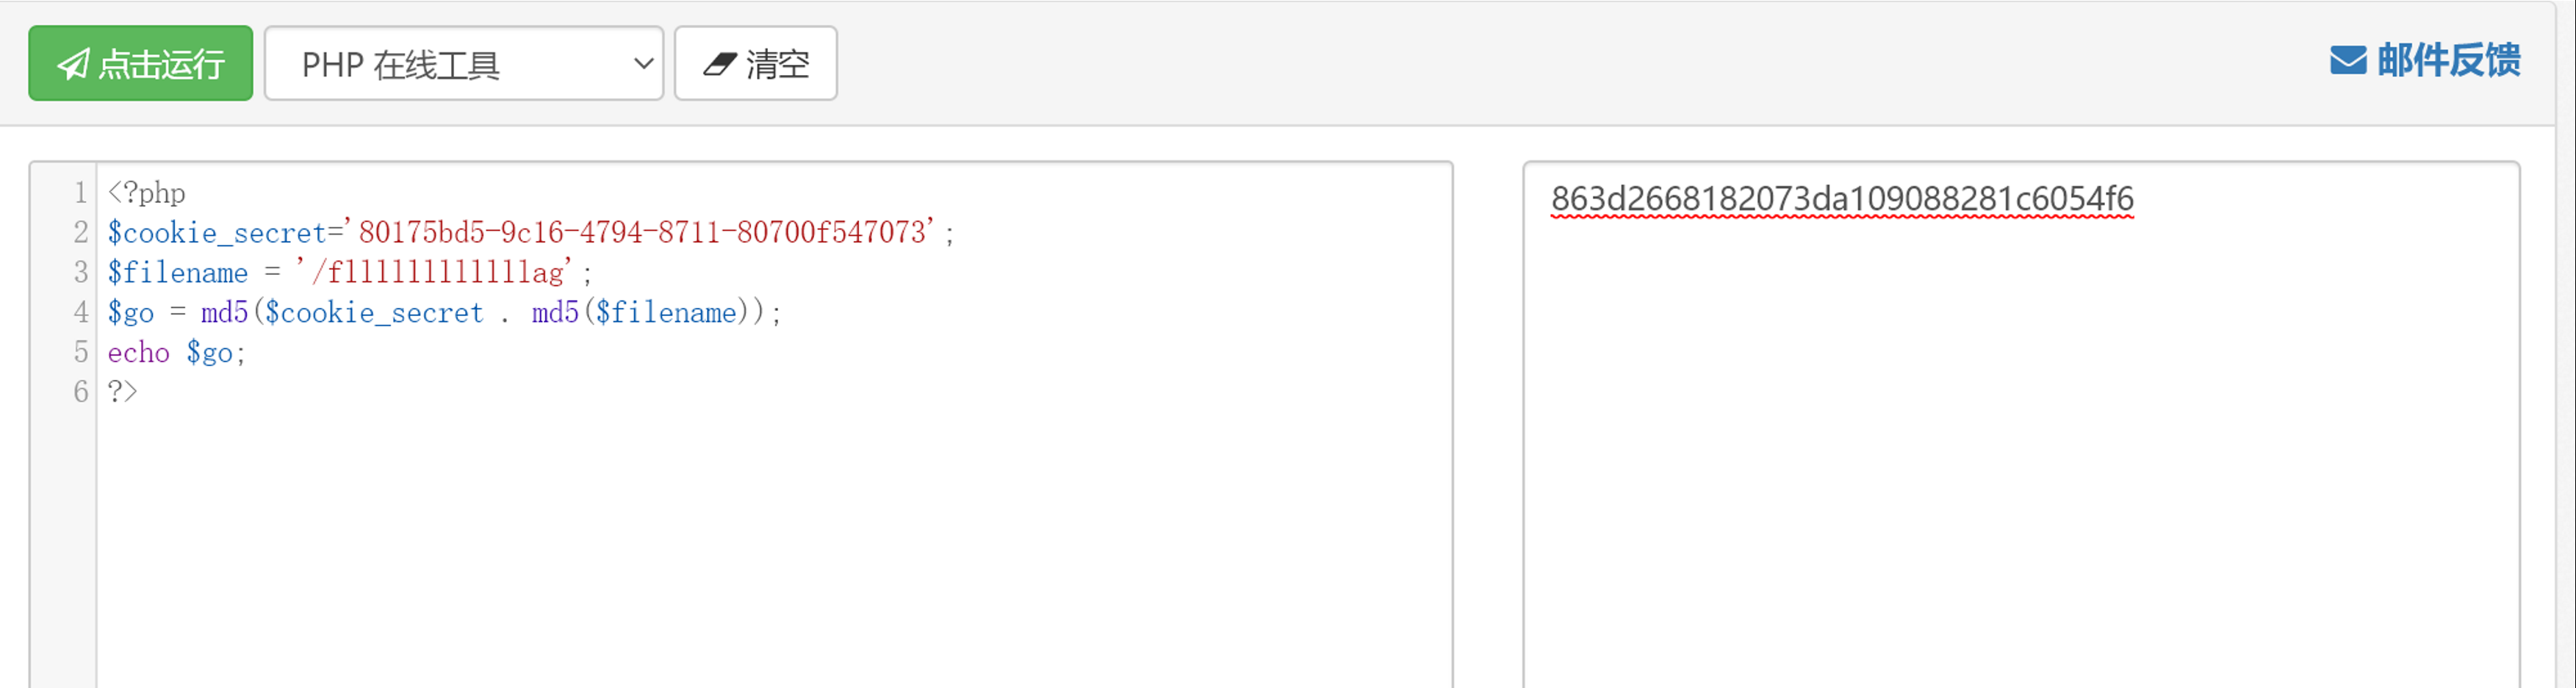 点击运行 PHP 在线工具 清空 邮件反馈
1 <?php
2 $cookie_secret='80175bd5-9c16-4794-8711-80700f547073';
3 $filename = '/fllllllllllllag';
4 $go = md5($cookie_secret . md5($filename));
5 echo $go;
6 ?>
863d2668182073da109088281c6054f6